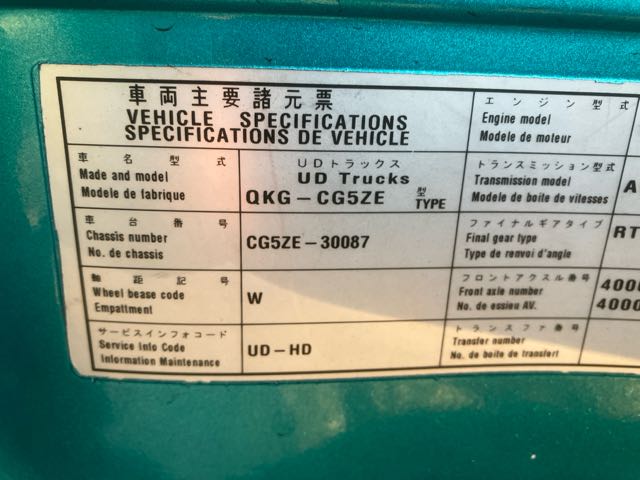 車両主要諸元票
VEHICLE SPECIFICATIONS
SPECIFICATIONS DE VEHICLE
エンジン型式
Engine model
Modele de moteur
車名型式
Made and model
Modele de fabrique
UDトラックス
UD Trucks
QKG-CG5ZE 型 TYPE
トランスミッション型式
Transmission model
Modele de boite de vitesses
A
車台番号
Chassis number
No. de chassis
CG5ZE-30087
ファイナルギアタイプ
Final gear type
Type de renvoi d'angle
RT
軸距記号
Wheel bease code
Empattment
W
フロントアクスル番号
Front axle number
No. de essieu AV.
400
4000
サービスインフォコード
Service Info Code
Information Maintenance
UD-HD
トランスファ番号
Transfer number
No. de boite de transfert